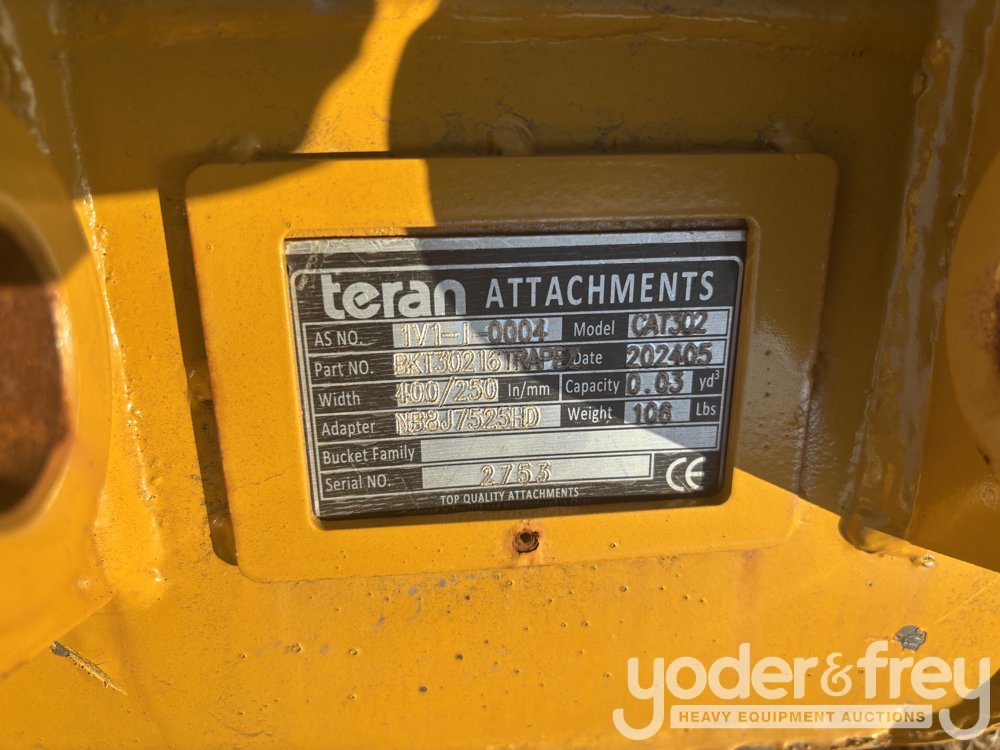 teran ATTACHMENTS
AS NO. 1V1-1-0004 Model CAT302
Part NO. Date 202405
Width 400/250 In/mm Capacity 0.03 yd³
Adapter NB8J7525HD Weight 106 Lbs
Bucket Family
Serial NO. 2753 CE
TOP QUALITY ATTACHMENTS
yoder&frey
HEAVY EQUIPMENT AUCTIONS